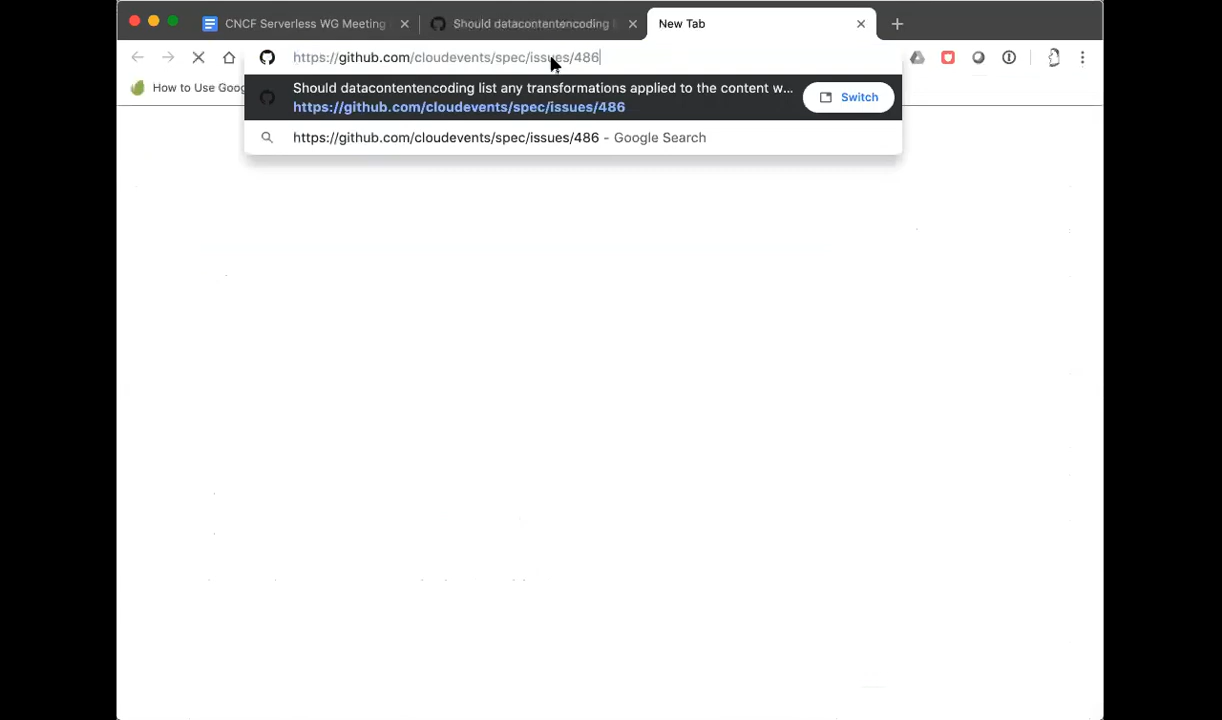 CNCF Serverless WG Meeting
Should datacontentencoding
New Tab
https://github.com/cloudevents/spec/issues/486
How to Use Goog
Should datacontentencoding list any transformations applied to the content w...
https://github.com/cloudevents/spec/issues/486
Switch
https://github.com/cloudevents/spec/issues/486 - Google Search